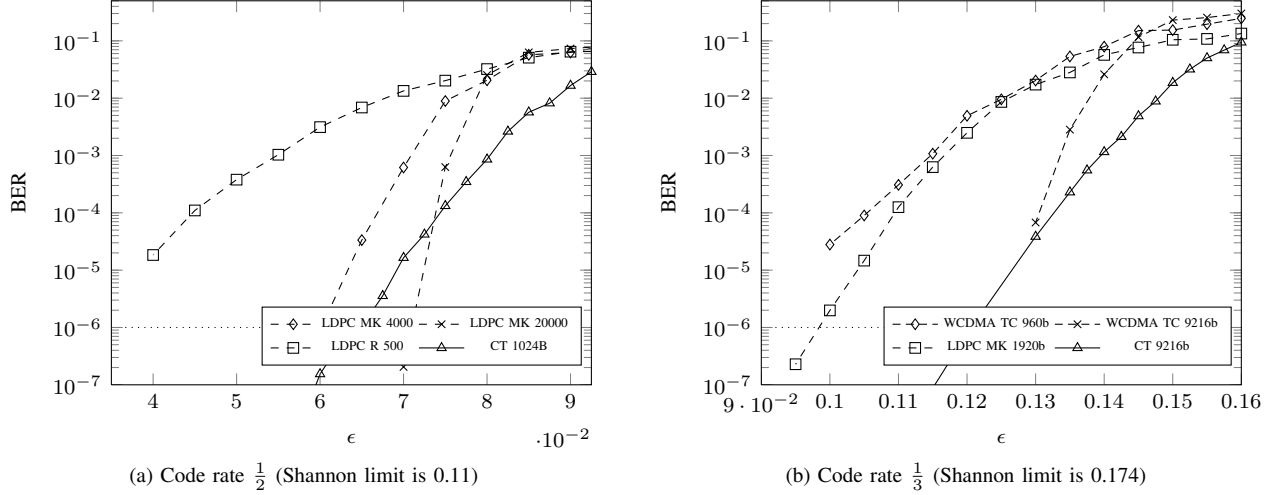 10⁻¹
10⁻²
10⁻³
10⁻⁴
10⁻⁵
10⁻⁶
10⁻⁷
BER
LDPC MK 4000 LDPC MK 20000
LDPC R 500 CT 1024B
4 5 6 7 8 9
·10⁻²
ϵ
(a) Code rate ½ (Shannon limit is 0.11)
10⁻¹
10⁻²
10⁻³
10⁻⁴
10⁻⁵
10⁻⁶
10⁻⁷
BER
WCDMA TC 960b WCDMA TC 9216b
LDPC MK 1920b CT 9216b
9 · 10⁻² 0.1 0.11 0.12 0.13 0.14 0.15 0.16
ϵ
(b) Code rate ⅓ (Shannon limit is 0.174)